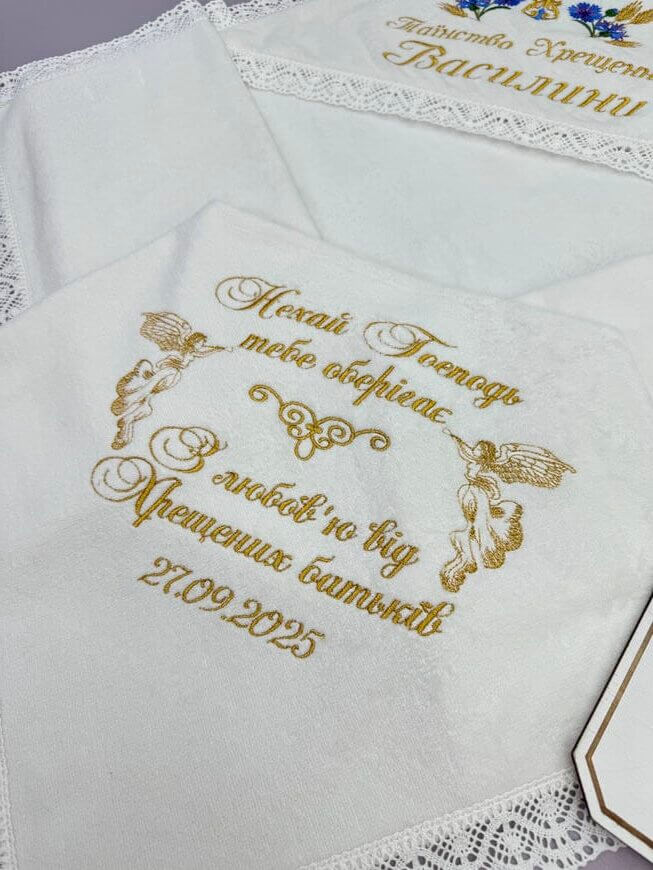 Таїнство Хрещення
Василини
Нехай Господь
тебе оберігає
З любов'ю від
Хрещених батьків
27.09.2025